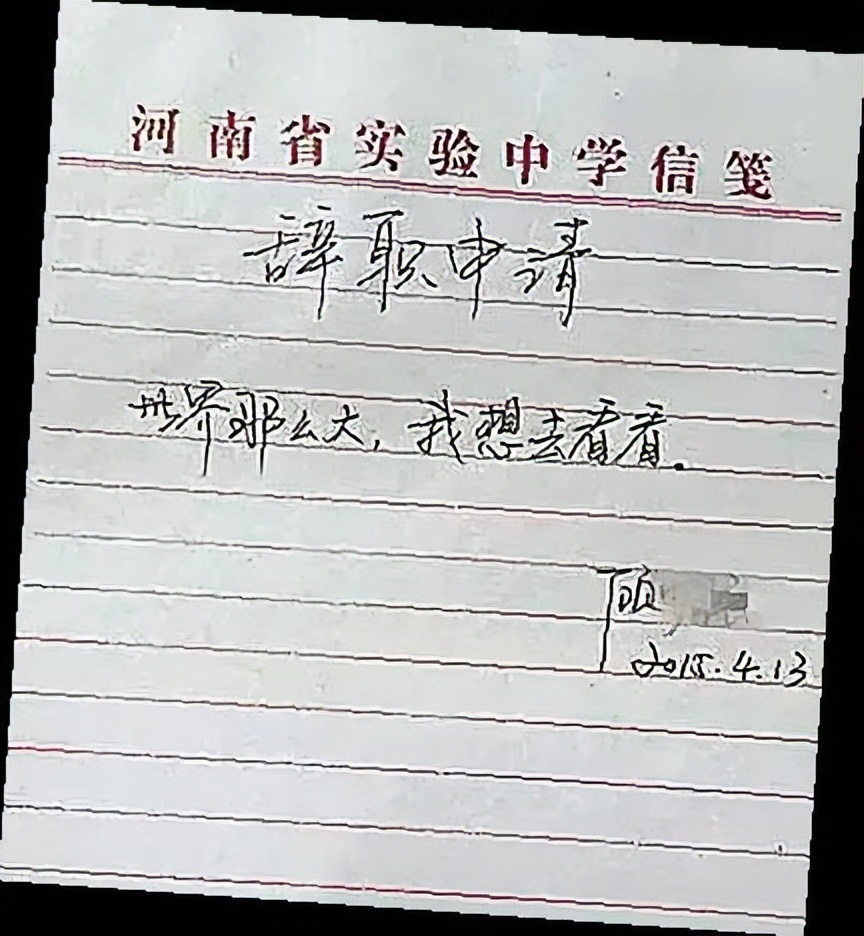 河南省实验中学信笺
辞职申请
世界那么大，我想去看看.
顾
2015.4.13